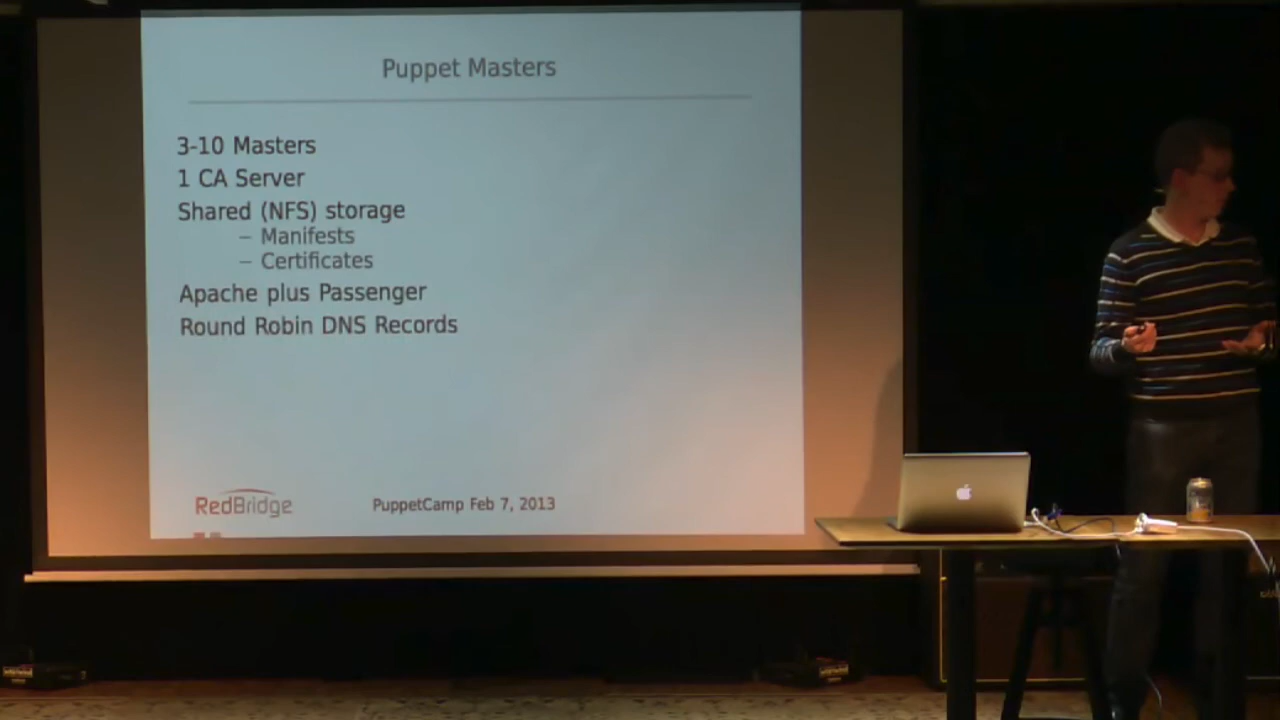 Puppet Masters
3-10 Masters
1 CA Server
Shared (NFS) storage
– Manifests
– Certificates
Apache plus Passenger
Round Robin DNS Records
RedBridge
PuppetCamp Feb 7, 2013